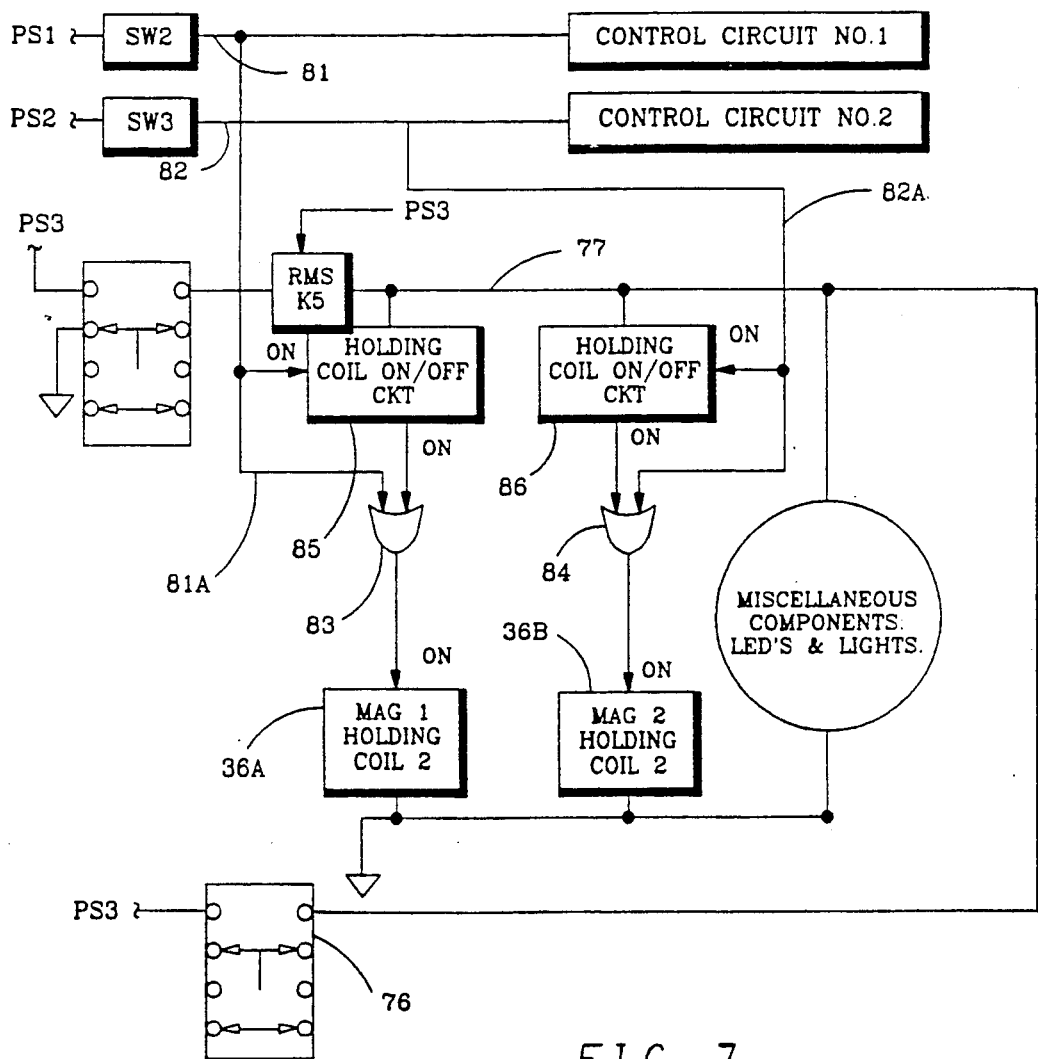 PS1
SW2
81
CONTROL CIRCUIT NO.1
PS2
SW3
82
CONTROL CIRCUIT NO.2
82A
PS3
PS3
RMS
K5
77
ON
HOLDING
COIL ON/OFF
CKT
HOLDING
COIL ON/OFF
CKT
ON
ON
ON
86
85
81A
83
84
MISCELLANEOUS
COMPONENTS.
LED'S & LIGHTS.
ON
36B
ON
36A
MAG 1
HOLDING
COIL 2
MAG 2
HOLDING
COIL 2
PS3
76
FIG. 7